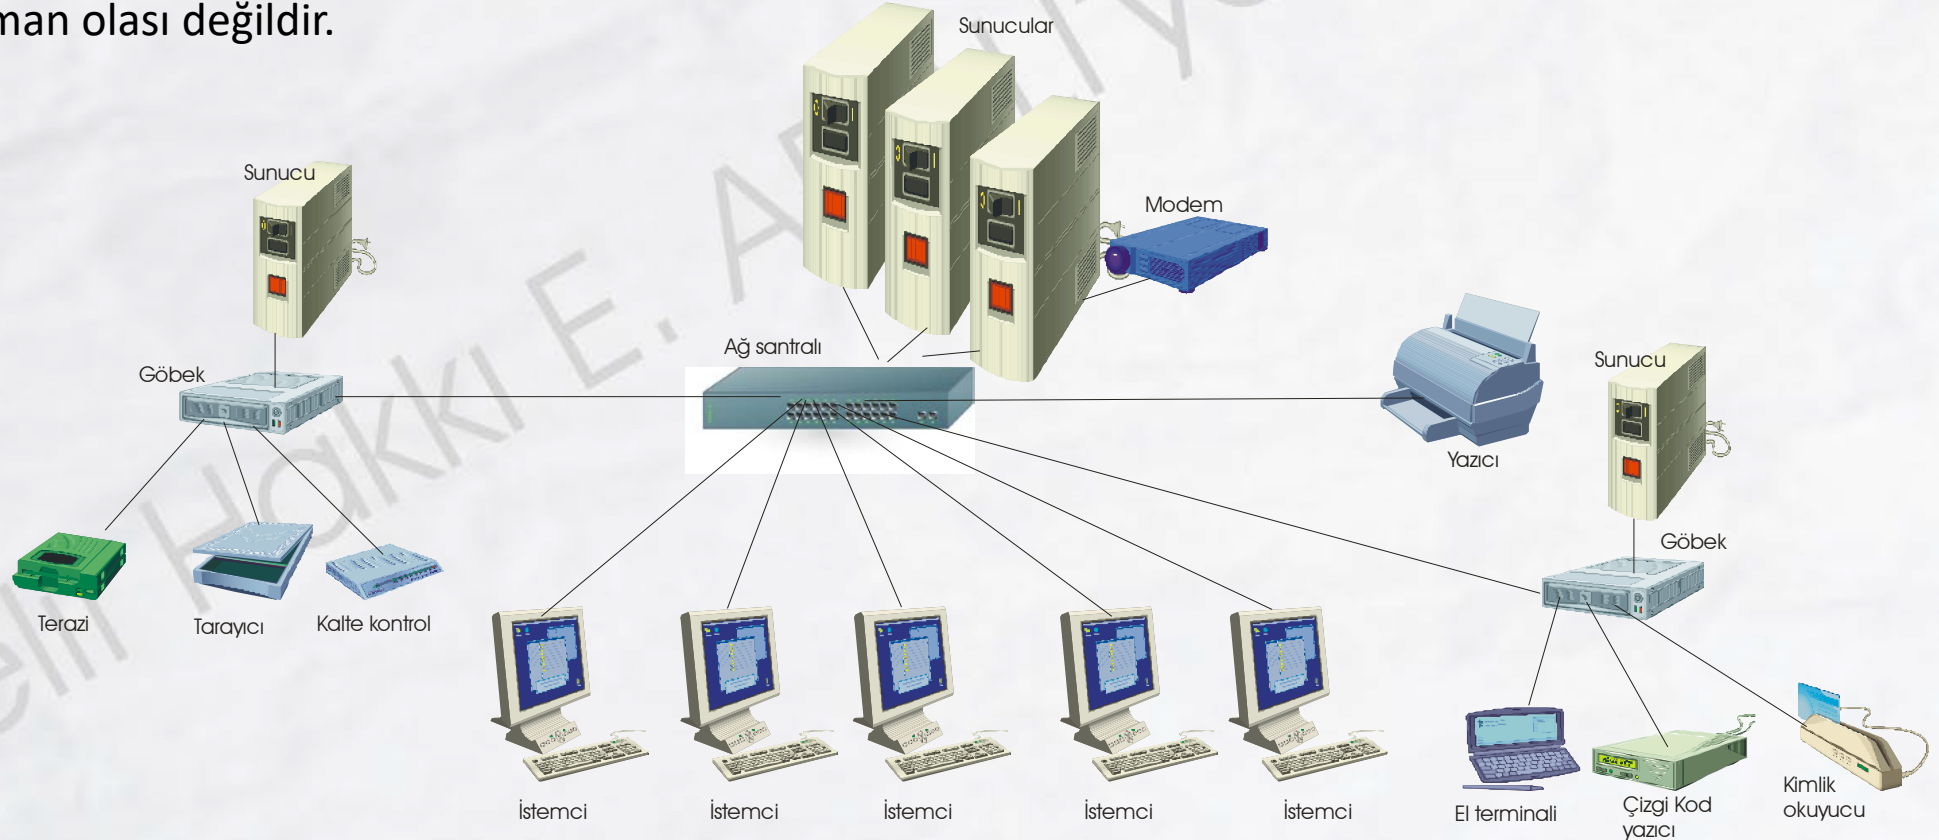 man olası değildir.
Sunucular
Sunucu
Modem
Ağ santralı
Göbek
Sunucu
Yazıcı
Göbek
Terazi
Tarayıcı
Kalte kontrol
İstemci
İstemci
İstemci
İstemci
İstemci
El terminali
Çizgi Kod
yazıcı
Kimlik
okuyucu
Hakkı E.